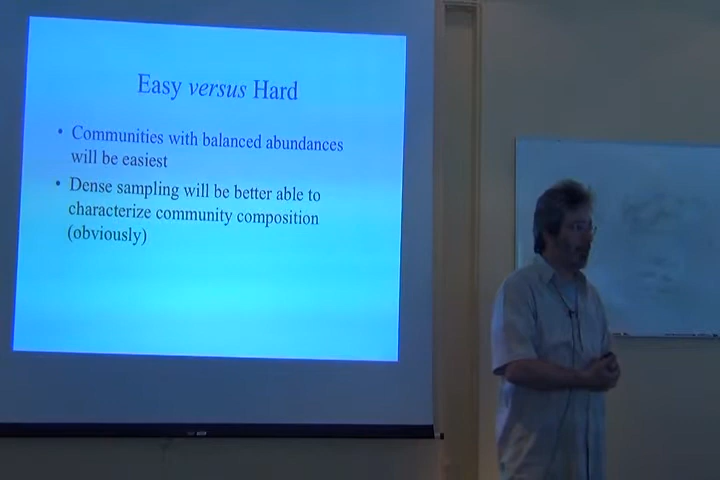 Easy versus Hard
• Communities with balanced abundances
will be easiest
• Dense sampling will be better able to
characterize community composition
(obviously)